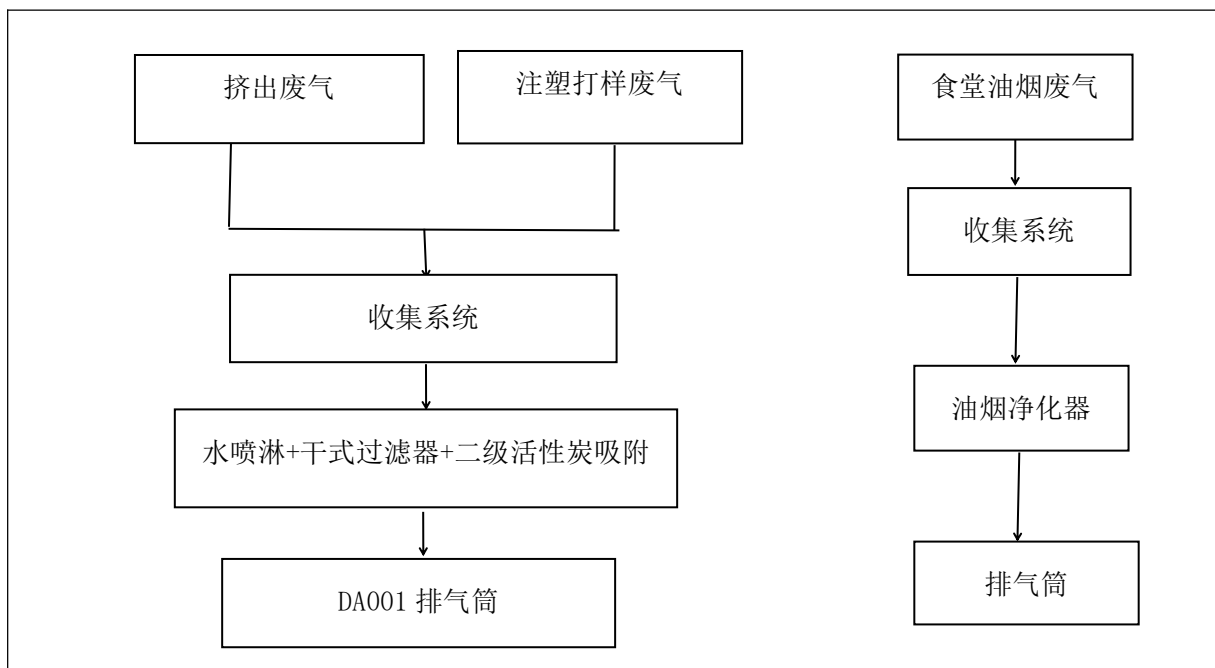 挤出废气
注塑打样废气
收集系统
水喷淋+干式过滤器+二级活性炭吸附
DA001 排气筒
食堂油烟废气
收集系统
油烟净化器
排气筒